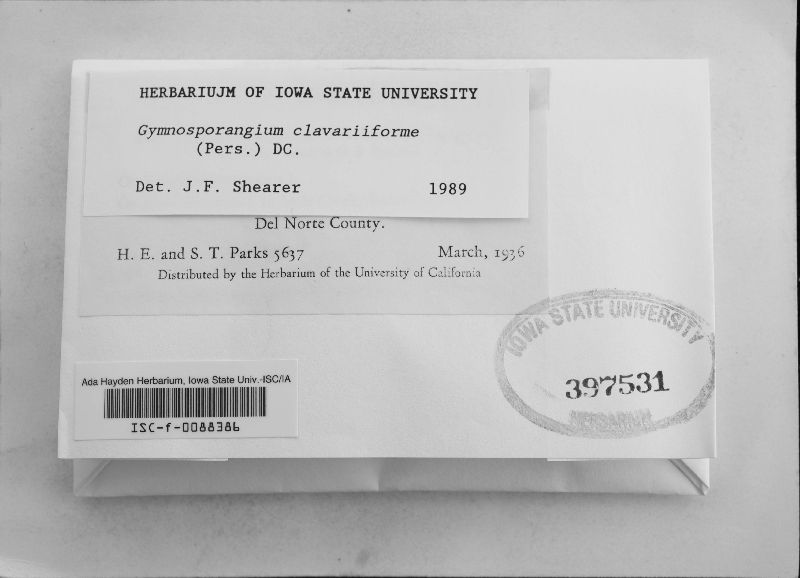 HERBARIUJM OF IOWA STATE UNIVERSITY
Gymnosporangium clavariiforme
(Pers.) DC.
Det. J.F. Shearer 1989
Del Norte County.
H. E. and S. T. Parks 5637 March, 1936
Distributed by the Herbarium of the University of California
IOWA STATE UNIVERSITY
397531
HERBARIUM
Ada Hayden Herbarium, Iowa State Univ.-ISC/IA
ISC-f-0088386